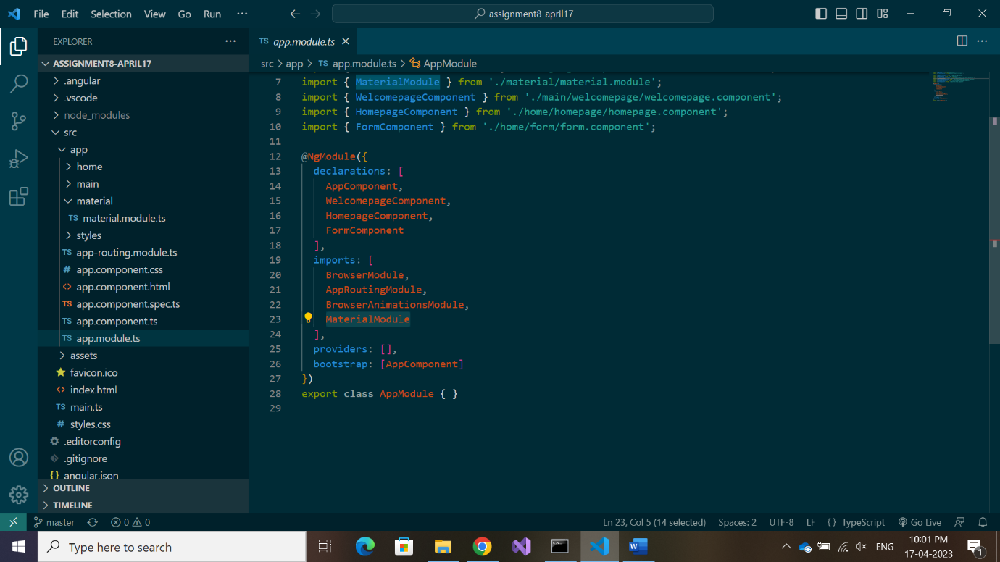 File Edit Selection View Go Run ··· assignment8-april17
EXPLORER ···
ASSIGNMENT8-APRIL17
.angular
.vscode
node_modules
src
app
home
main
material
TS material.module.ts
styles
TS app-routing.module.ts
# app.component.css
<> app.component.html
TS app.component.spec.ts
TS app.component.ts
TS app.module.ts
assets
favicon.ico
<> index.html
TS main.ts
# styles.css
.editorconfig
.gitignore
{} angular.json
OUTLINE
TIMELINE
TS app.module.ts
src > app > TS app.module.ts > AppModule
7 import { MaterialModule } from './material/material.module';
8 import { WelcomepageComponent } from './main/welcomepage/welcomepage.component';
9 import { HomepageComponent } from './home/homepage/homepage.component';
10 import { FormComponent } from './home/form/form.component';
11
12 @NgModule({
13 declarations: [
14 AppComponent,
15 WelcomepageComponent,
16 HomepageComponent,
17 FormComponent
18 ],
19 imports: [
20 BrowserModule,
21 AppRoutingModule,
22 BrowserAnimationsModule,
23 MaterialModule
24 ],
25 providers: [],
26 bootstrap: [AppComponent]
27 })
28 export class AppModule { }
29
master 0 0 Ln 23, Col 5 (14 selected) Spaces: 2 UTF-8 LF {} TypeScript Go Live
Type here to search ENG 10:01 PM
17-04-2023 1